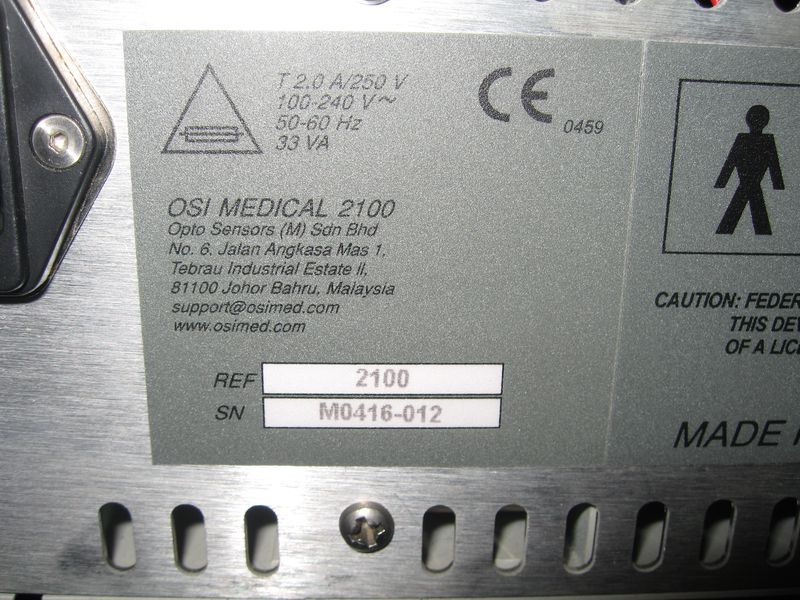 T 2.0 A/250 V
100-240 V~
50-60 Hz
33 VA
CE 0459
OSI MEDICAL 2100
Opto Sensors (M) Sdn Bhd
No. 6, Jalan Angkasa Mas 1,
Tebrau Industrial Estate II,
81100 Johor Bahru, Malaysia
support@osimed.com
www.osimed.com
REF 2100
SN M0416-012
CAUTION: FEDER
THIS DEV
OF A LIC
MADE